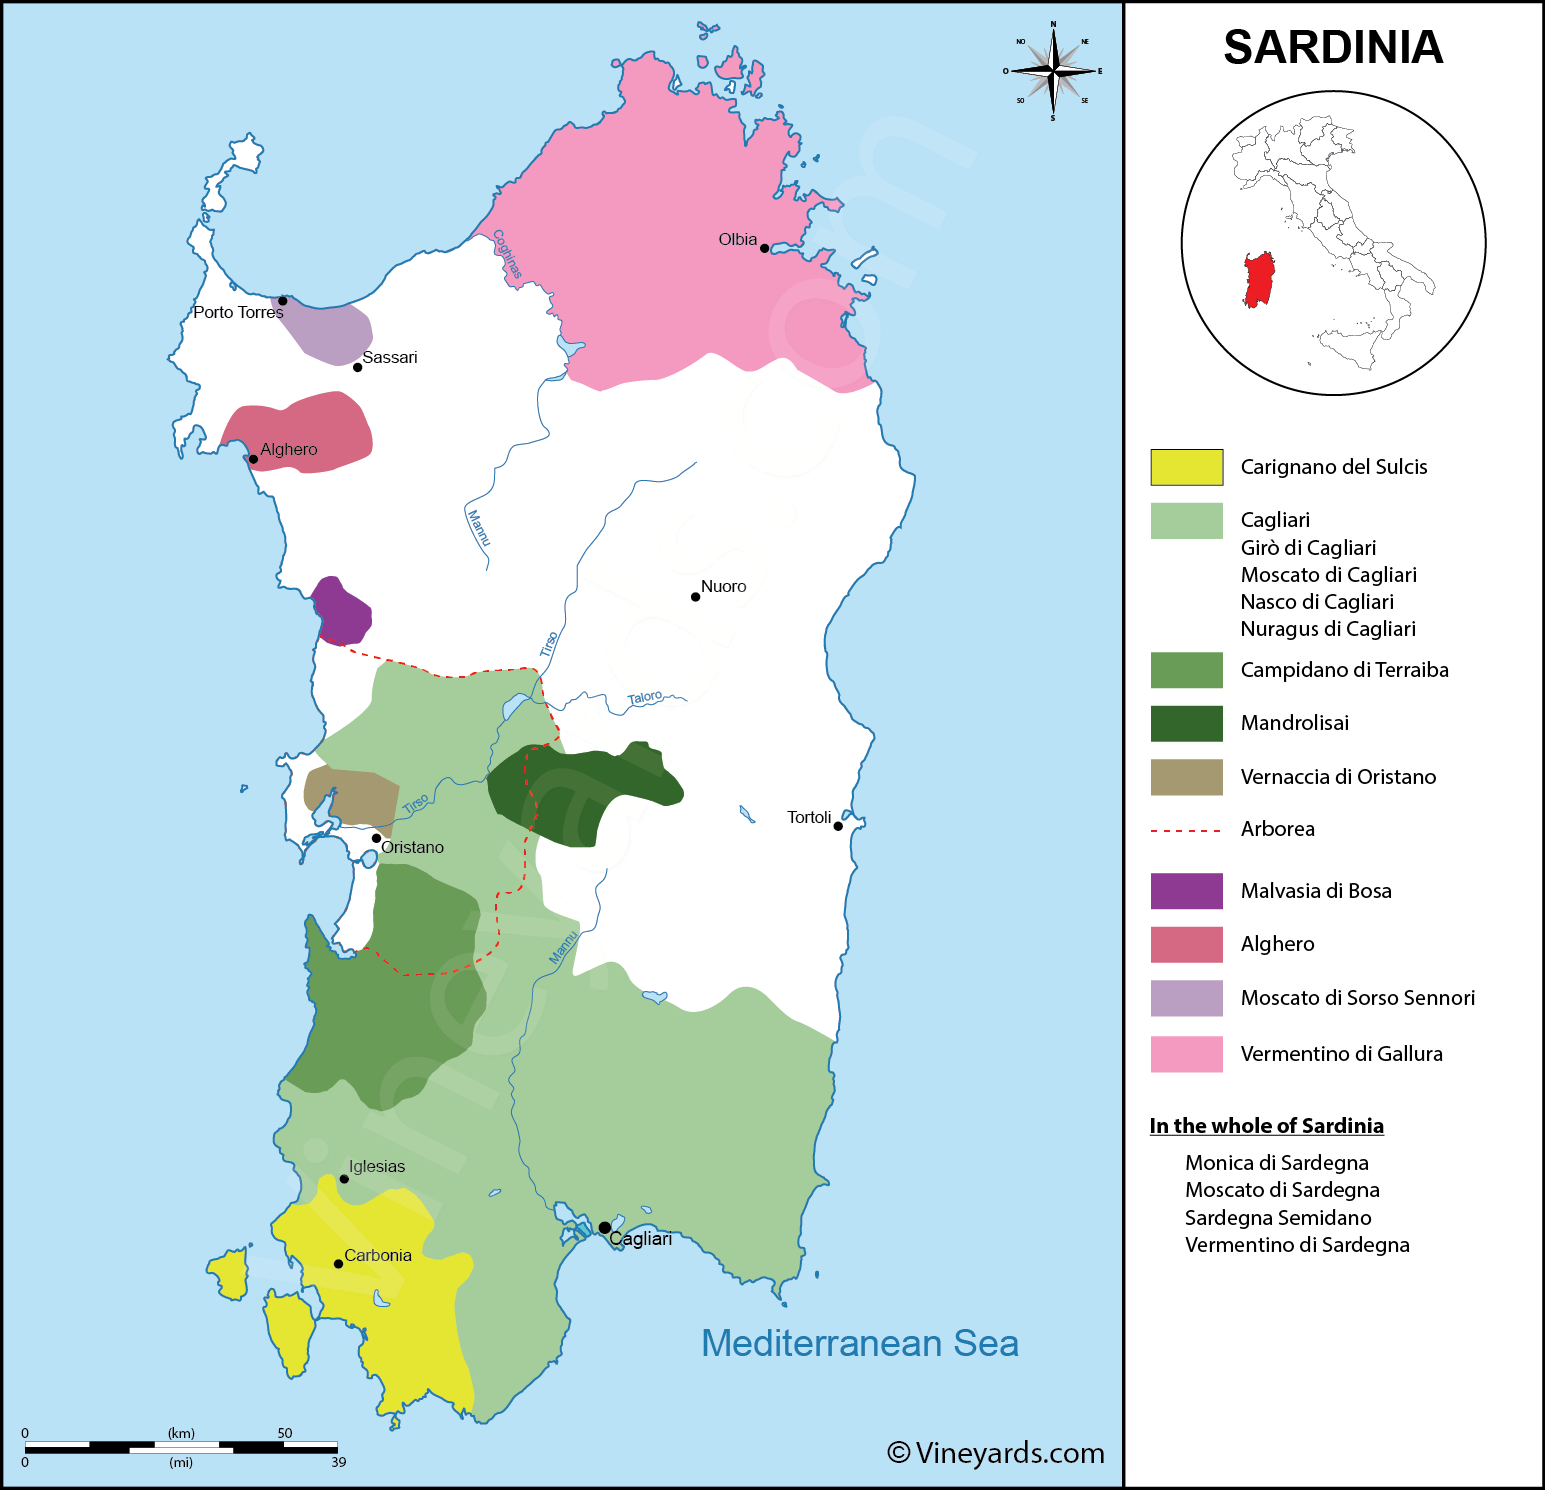 SARDINIA
N
NO
NE
O
E
SO
SE
S
Coghinas
Olbia
Porto Torres
Sassari
Alghero
Mannu
Nuoro
Tirso
Taloro
Tirso
Oristano
Tortoli
Mannu
Iglesias
Cagliari
Carbonia
Mediterranean Sea
0 (km) 50
0 (mi) 39
© Vineyards.com
Carignano del Sulcis
Cagliari
Girò di Cagliari
Moscato di Cagliari
Nasco di Cagliari
Nuragus di Cagliari
Campidano di Terraiba
Mandrolisai
Vernaccia di Oristano
Arborea
Malvasia di Bosa
Alghero
Moscato di Sorso Sennori
Vermentino di Gallura
In the whole of Sardinia
Monica di Sardegna
Moscato di Sardegna
Sardegna Semidano
Vermentino di Sardegna